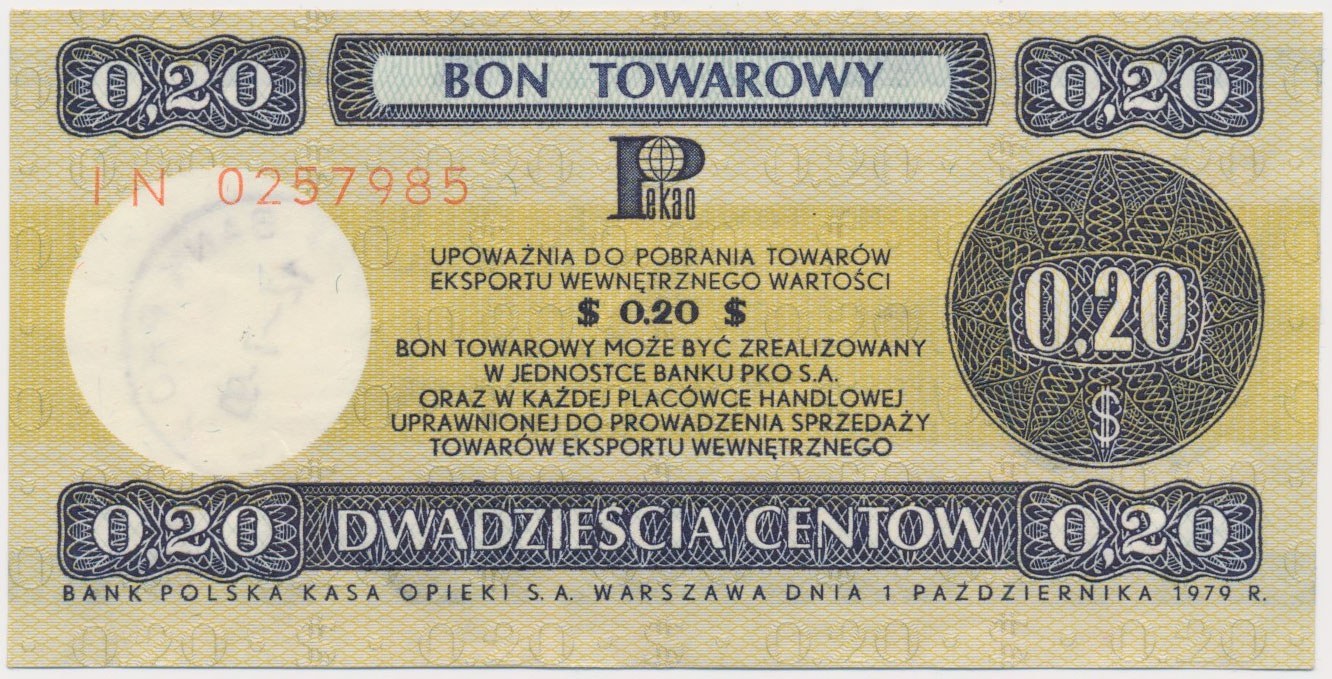 0,20 BON TOWAROWY 0,20
Pekao
IN 0257985
UPOWAŻNIA DO POBRANIA TOWARÓW
EKSPORTU WEWNĘTRZNEGO WARTOŚCI
$ 0.20 $
BON TOWAROWY MOŻE BYĆ ZREALIZOWANY
W JEDNOSTCE BANKU PKO S.A.
ORAZ W KAŻDEJ PLACÓWCE HANDLOWEJ
UPRAWNIONEJ DO PROWADZENIA SPRZEDAŻY
TOWARÓW EKSPORTU WEWNĘTRZNEGO
0,20
$
0,20 DWADZIEŚCIA CENTÓW 0,20
BANK POLSKA KASA OPIEKI S.A. WARSZAWA DNIA 1 PAŹDZIERNIKA 1979 R.